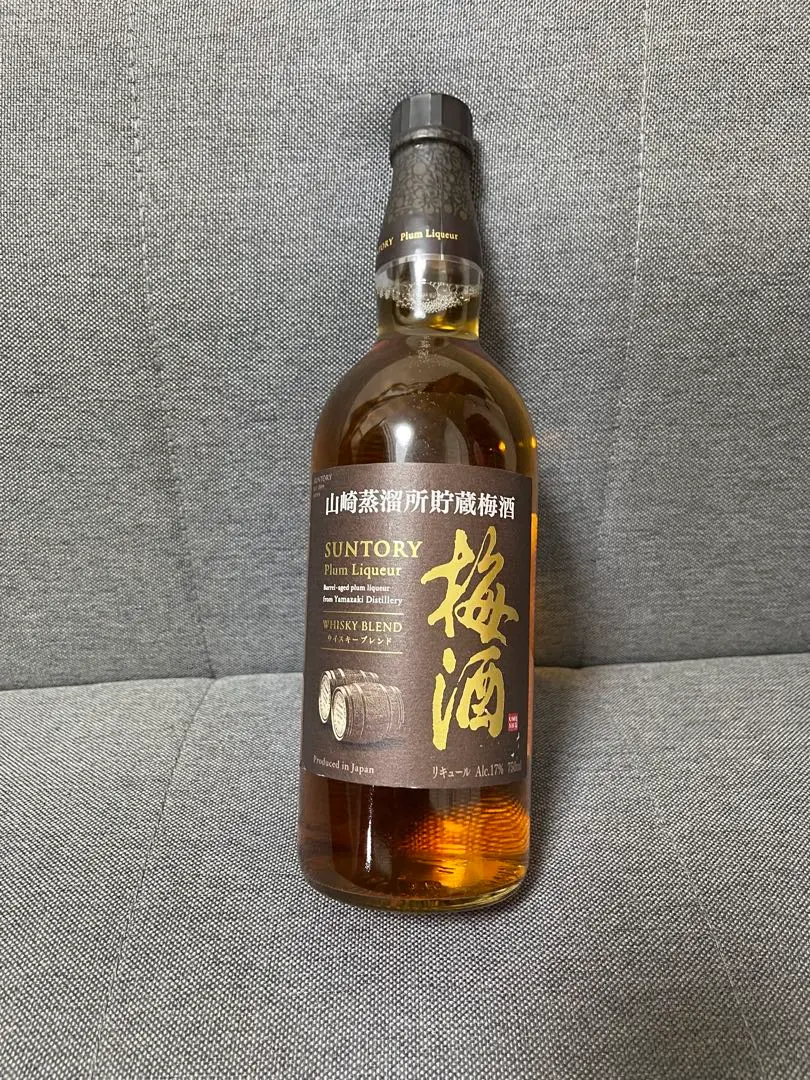 Plum Liqueur
SUNTORY
山崎蒸溜所貯蔵梅酒
SUNTORY
Plum Liqueur
Barrel-aged plum liqueur
from Yamazaki Distillery
WHISKY BLEND
ウイスキーブレンド
梅酒
Produced in Japan
リキュール Alc.17% 750ml